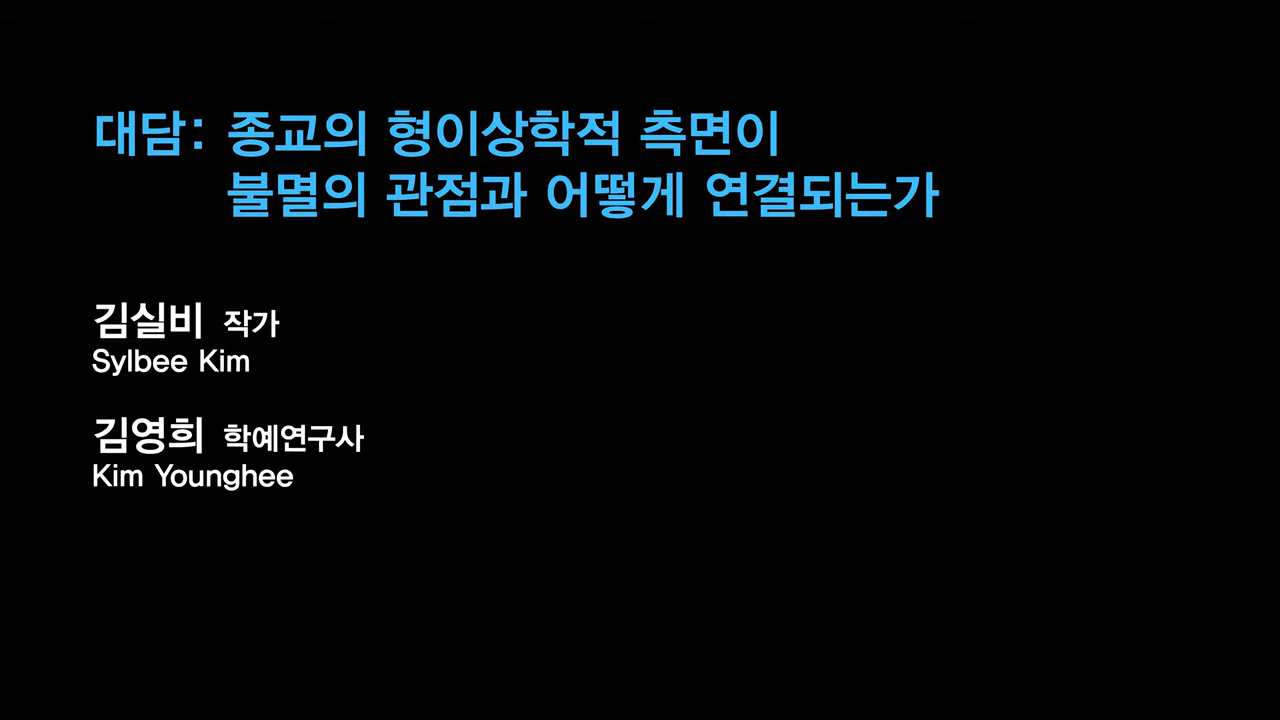 대담: 종교의 형이상학적 측면이
불멸의 관점과 어떻게 연결되는가
김실비 작가
Sylbee Kim
김영희 학예연구사
Kim Younghee